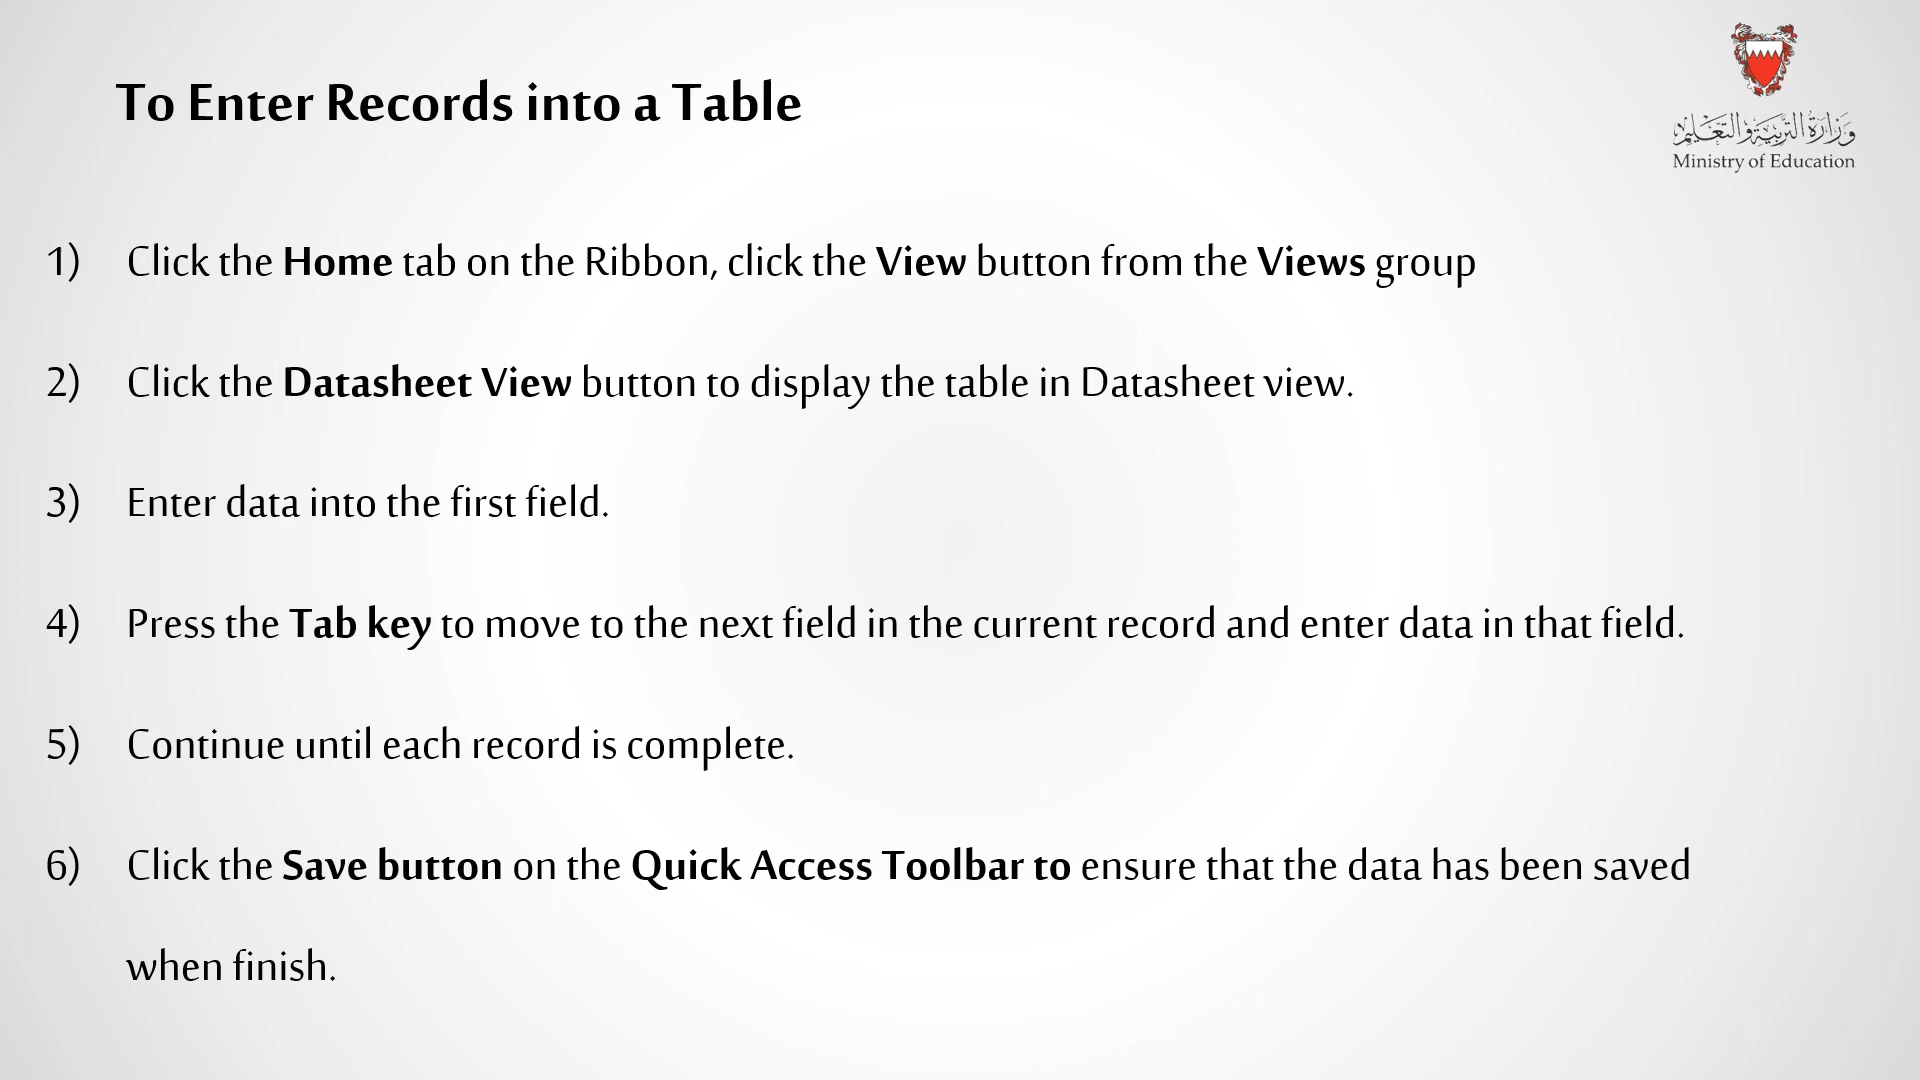 To Enter Records into a Table
وزارة التربية والتعليم
Ministry of Education
1) Click the Home tab on the Ribbon, click the View button from the Views group
2) Click the Datasheet View button to display the table in Datasheet view.
3) Enter data into the first field.
4) Press the Tab key to move to the next field in the current record and enter data in that field.
5) Continue until each record is complete.
6) Click the Save button on the Quick Access Toolbar to ensure that the data has been saved
when finish.